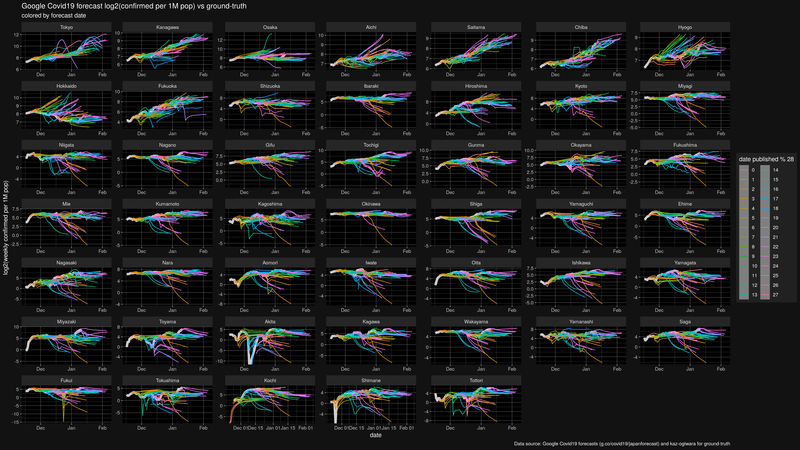 Google Covid19 forecast log2(confirmed per 1M pop) vs ground-truth
colored by forecast date
Tokyo Kanagawa Osaka Aichi Saitama Chiba Hyogo
Hokkaido Fukuoka Shizuoka Ibaraki Hiroshima Kyoto Miyagi
Niigata Nagano Gifu Tochigi Gunma Okayama Fukushima
Mie Kumamoto Kagoshima Okinawa Shiga Yamaguchi Ehime
Nagasaki Nara Aomori Iwate Oita Ishikawa Yamagata
Miyazaki Toyama Akita Kagawa Wakayama Yamanashi Saga
Fukui Tokushima Kochi Shimane Tottori
Dec Jan Feb
Dec 01 Dec 15 Jan 01 Jan 15 Feb 01
date
log2(weekly confirmed per 1M pop)
date published % 28
0 14
1 15
2 16
3 17
4 18
5 19
6 20
7 21
8 22
9 23
10 24
11 25
12 26
13 27
Data source: Google Covid19 forecasts (g.co/covid19/japanforecast) and kaz-ogiwara for ground-truth